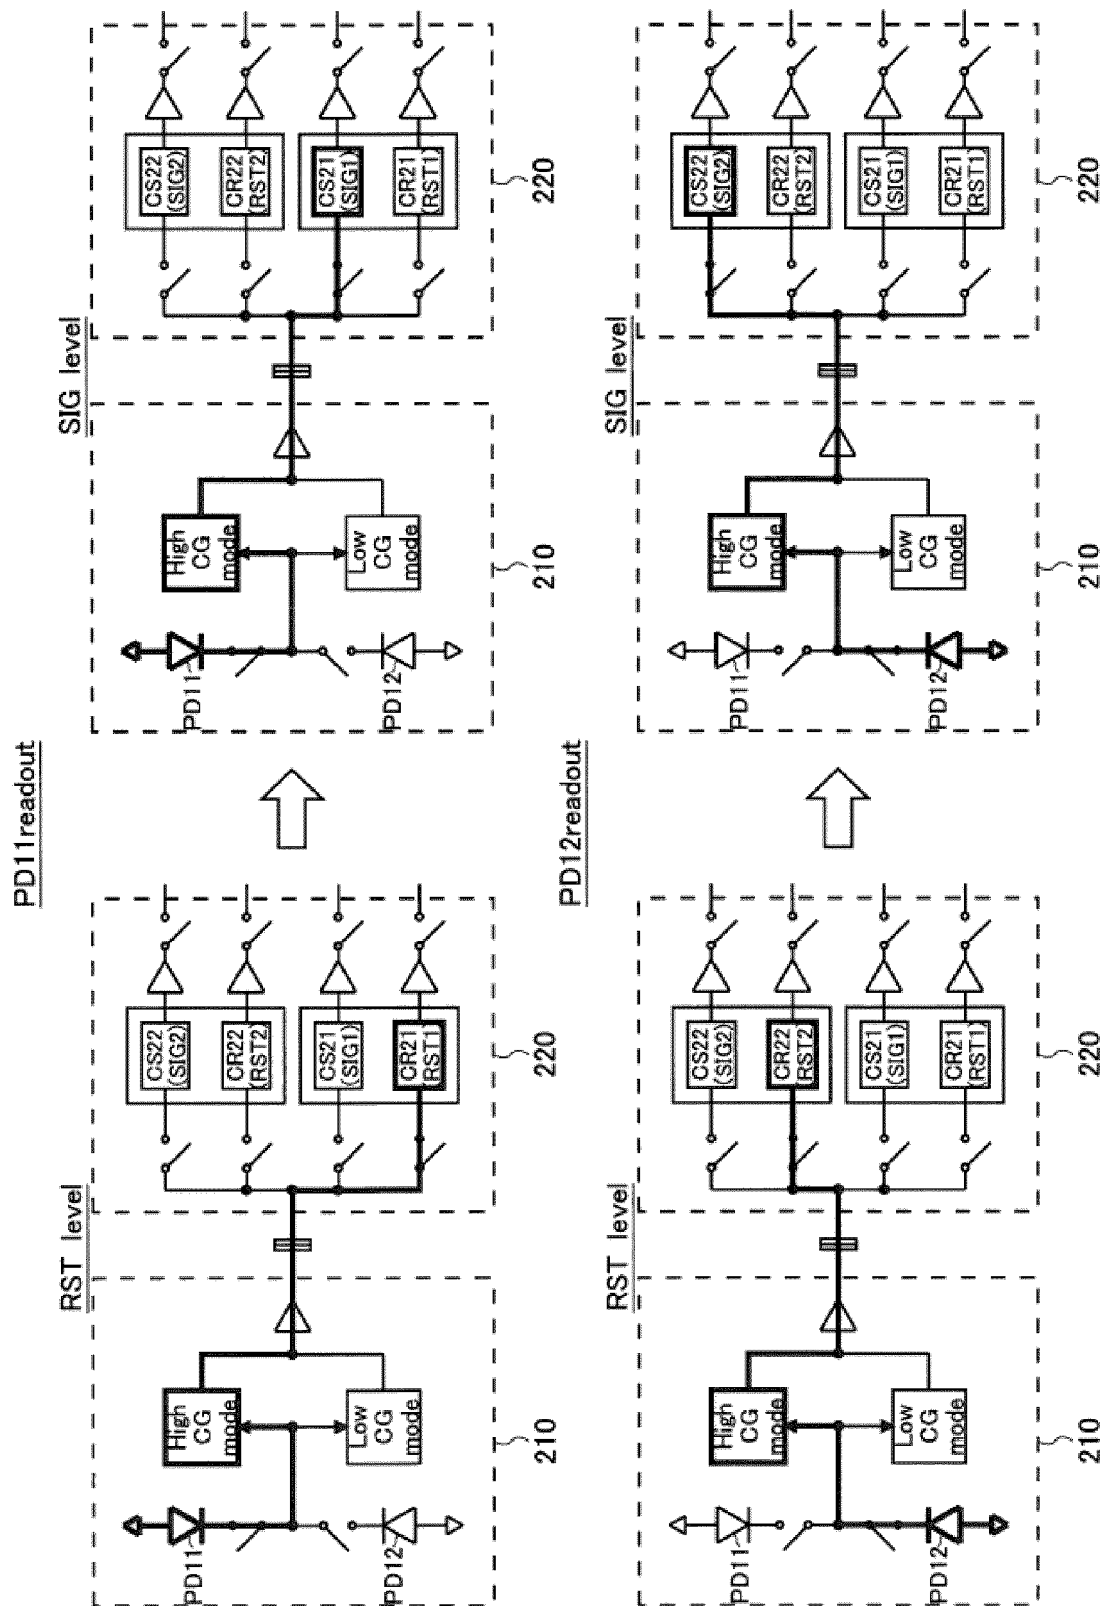 PD11readout
RST level
PD11
PD12
High
CG
mode
Low
CG
mode
210
CS22
(SIG2)
CR22
(RST2)
CS21
(SIG1)
CR21
(RST1)
220
SIG level
PD11
PD12
High
CG
mode
Low
CG
mode
210
CS22
(SIG2)
CR22
(RST2)
CS21
(SIG1)
CR21
(RST1)
220
PD12readout
RST level
PD11
PD12
High
CG
mode
Low
CG
mode
210
CS22
(SIG2)
CR22
(RST2)
CS21
(SIG1)
CR21
(RST1)
220
SIG level
PD11
PD12
High
CG
mode
Low
CG
mode
210
CS22
(SIG2)
CR22
(RST2)
CS21
(SIG1)
CR21
(RST1)
220